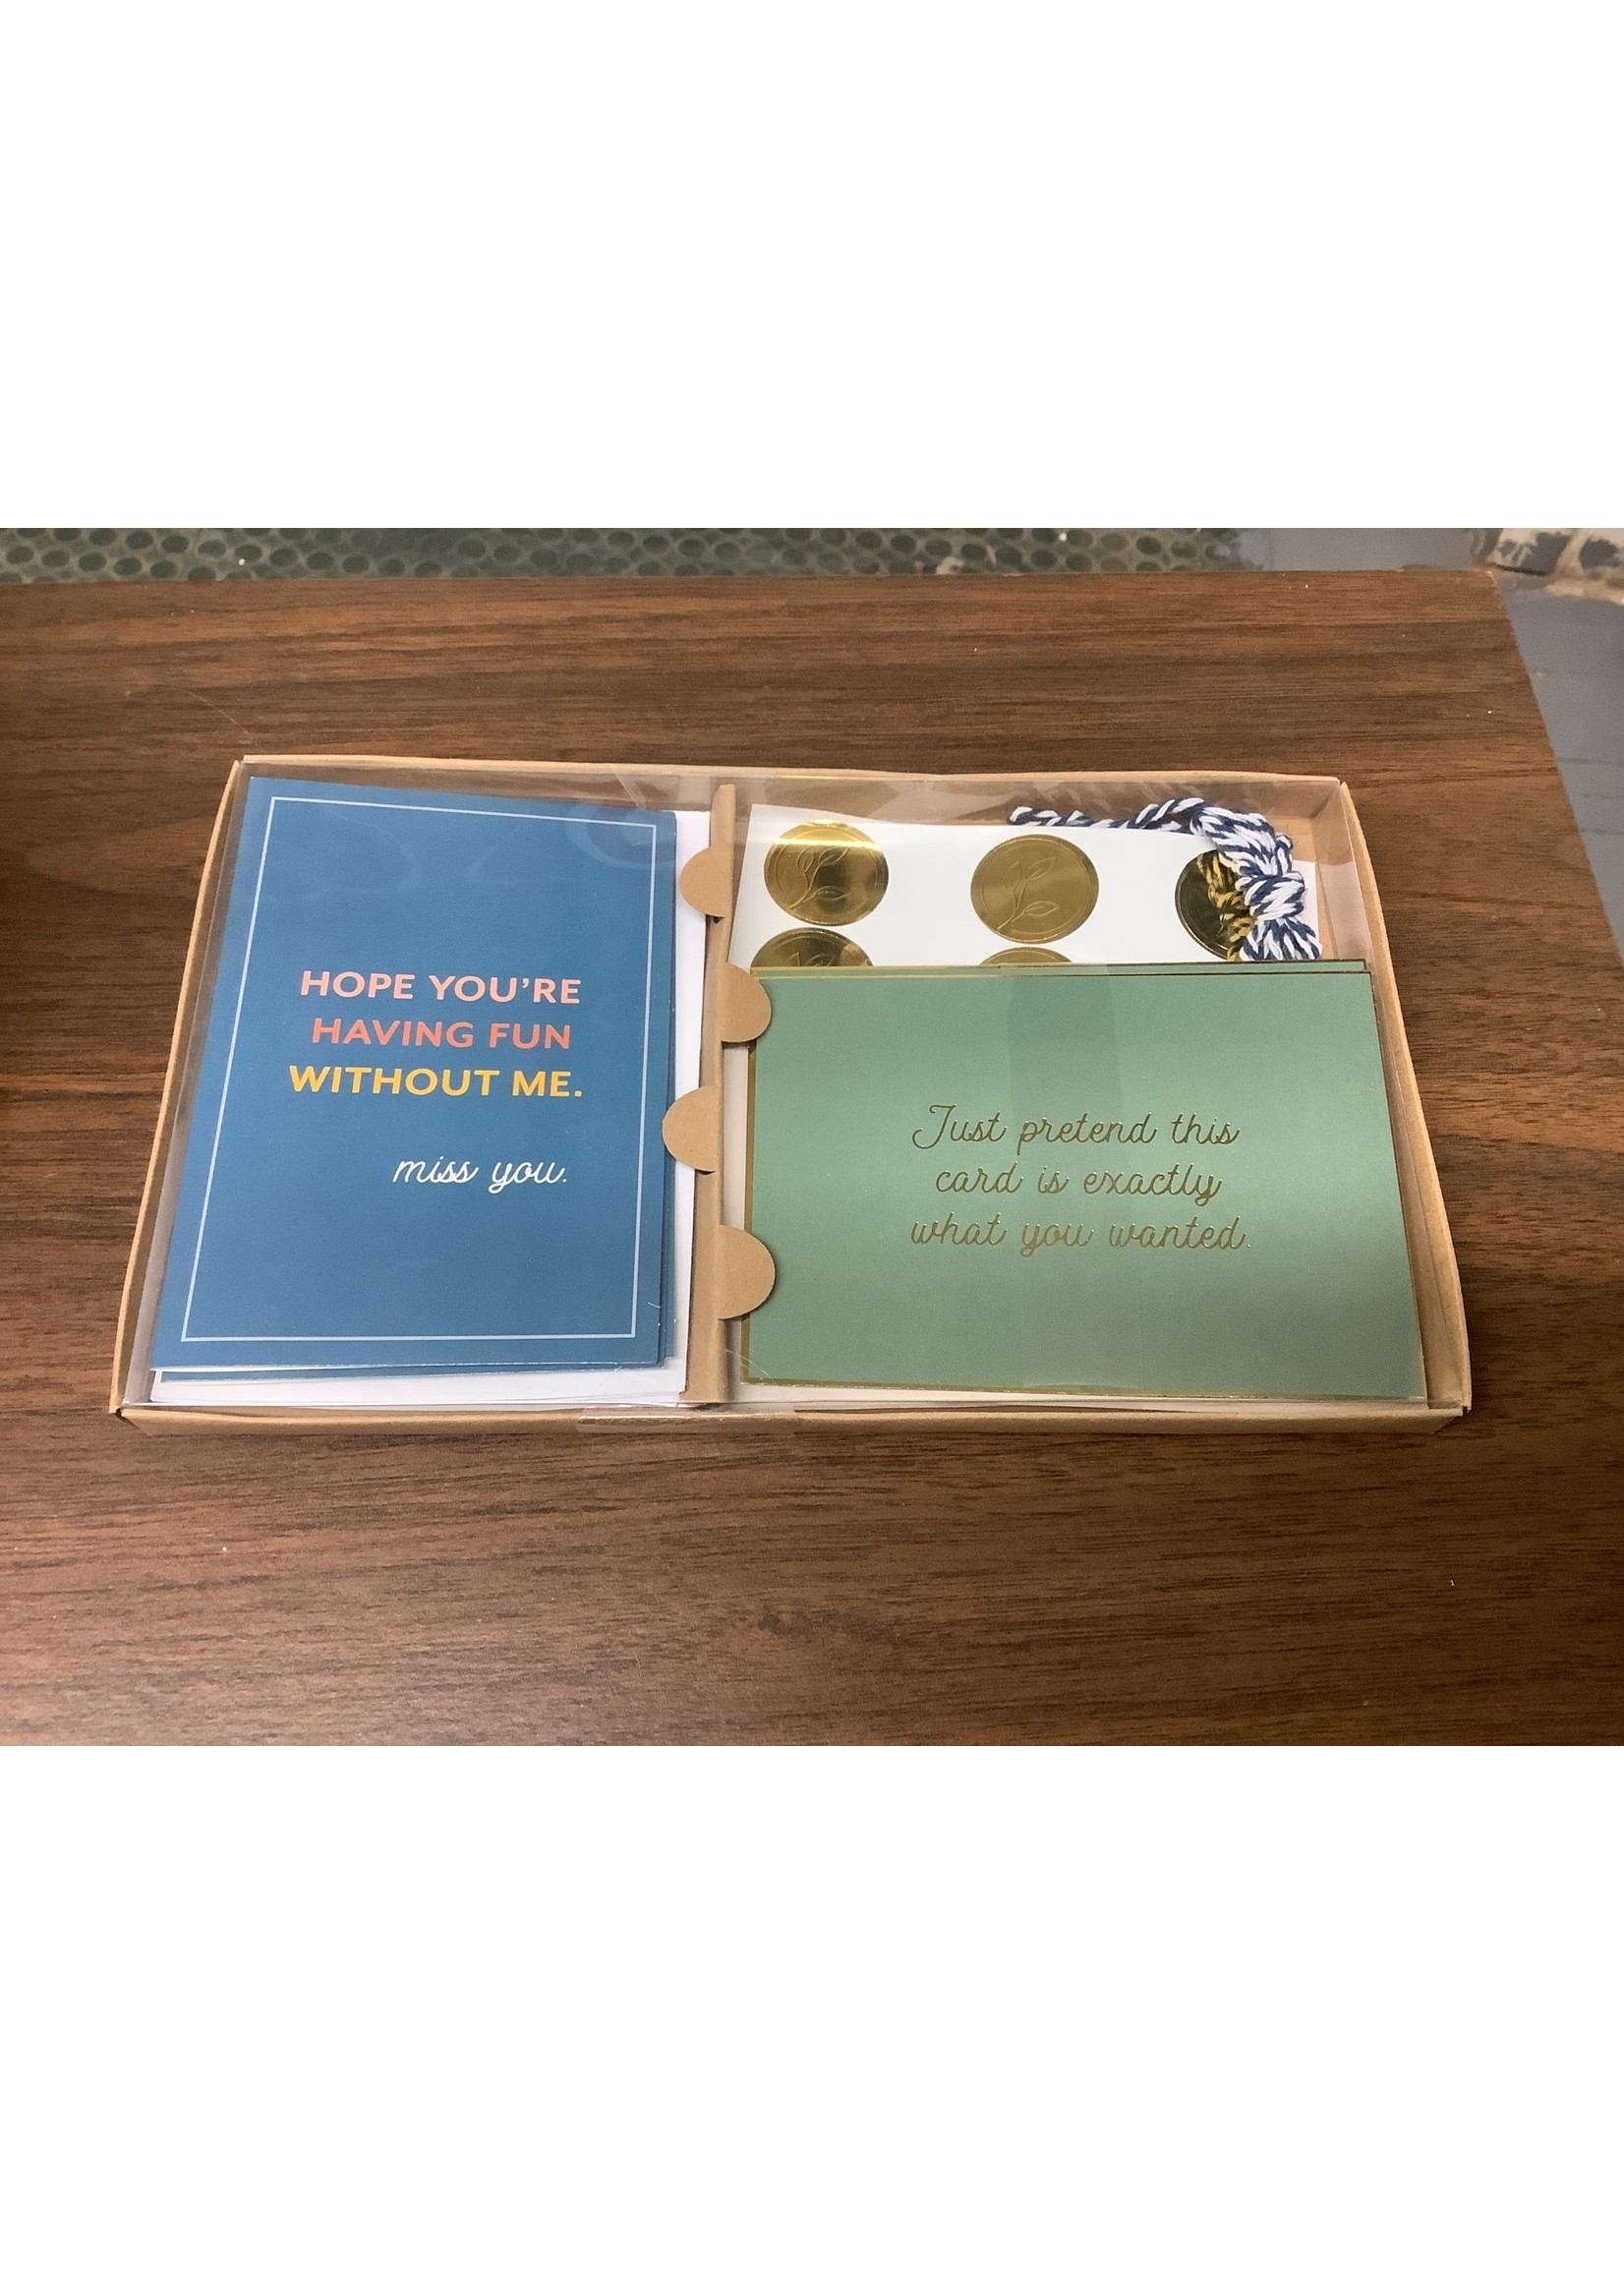 HOPE YOU'RE
HAVING FUN
WITHOUT ME.
miss you.
Just pretend this
card is exactly
what you wanted.